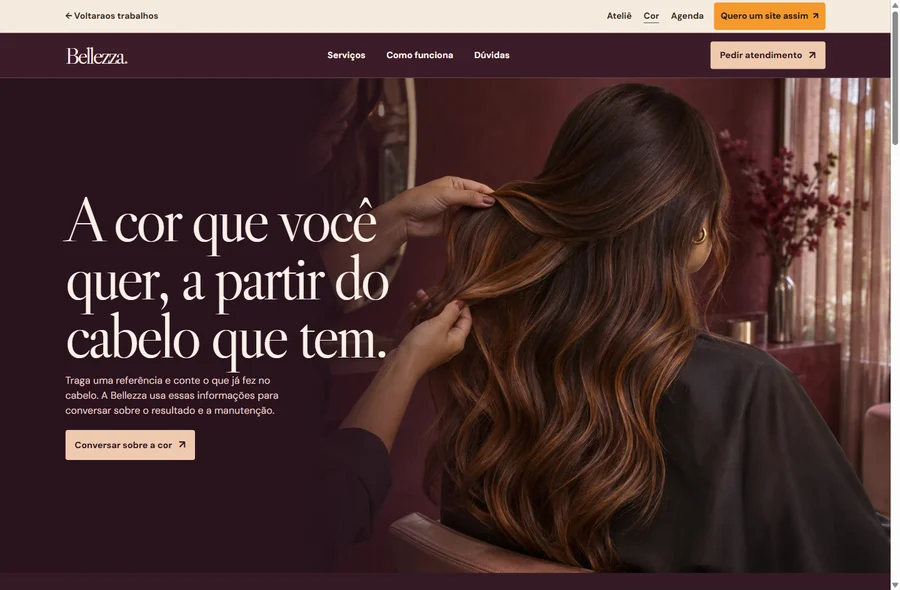 ← Voltaraos trabalhos
Ateliê Cor Agenda Quero um site assim ↗
Bellezza.
Serviços Como funciona Dúvidas
Pedir atendimento ↗
A cor que você
quer, a partir do
cabelo que tem.
Traga uma referência e conte o que já fez no
cabelo. A Bellezza usa essas informações para
conversar sobre o resultado e a manutenção.
Conversar sobre a cor ↗